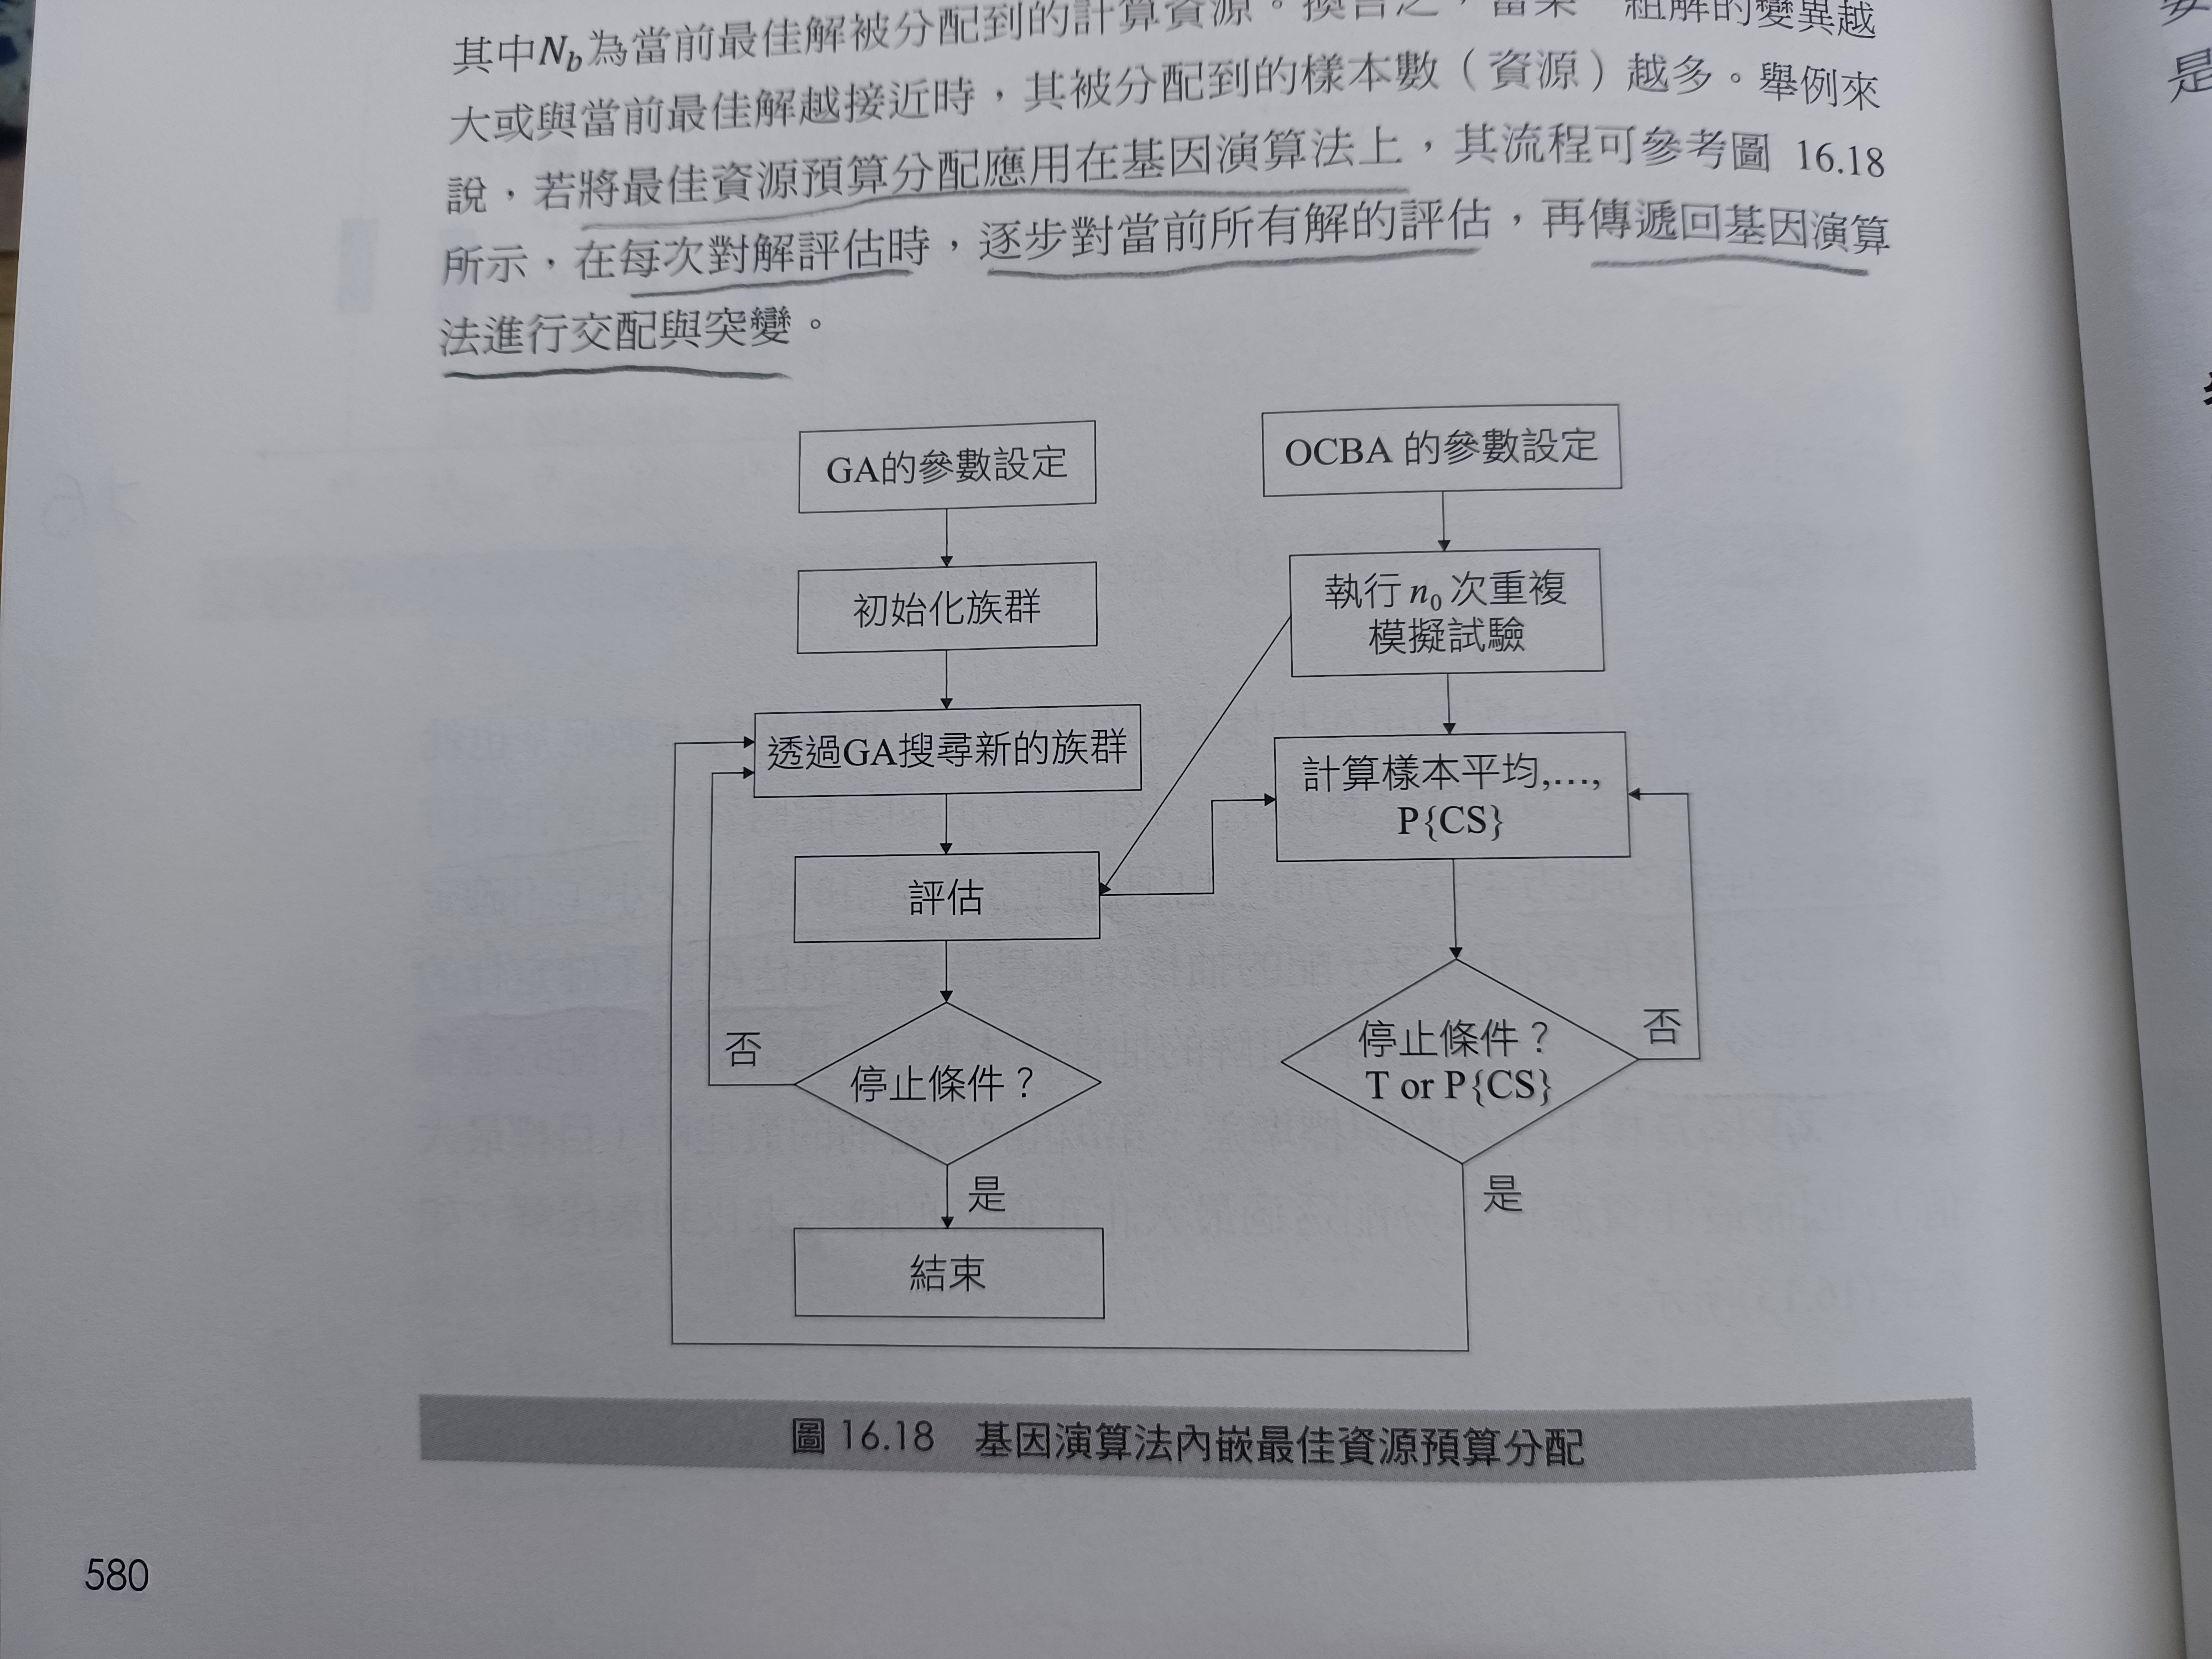 其中Nb為當前最佳解被分配到的計算資源。換言之，當某一組解的變異越
大或與當前最佳解越接近時，其被分配到的樣本數（資源）越多。舉例來
說，若將最佳資源預算分配應用在基因演算法上，其流程可參考圖 16.18
所示，在每次對解評估時，逐步對當前所有解的評估，再傳遞回基因演算
法進行交配與突變。
GA的參數設定
初始化族群
透過GA搜尋新的族群
評估
停止條件？
否
是
結束
OCBA 的參數設定
執行 n0 次重複
模擬試驗
計算樣本平均,...,
P{CS}
停止條件？
T or P{CS}
否
是
圖 16.18 基因演算法內嵌最佳資源預算分配
580
是